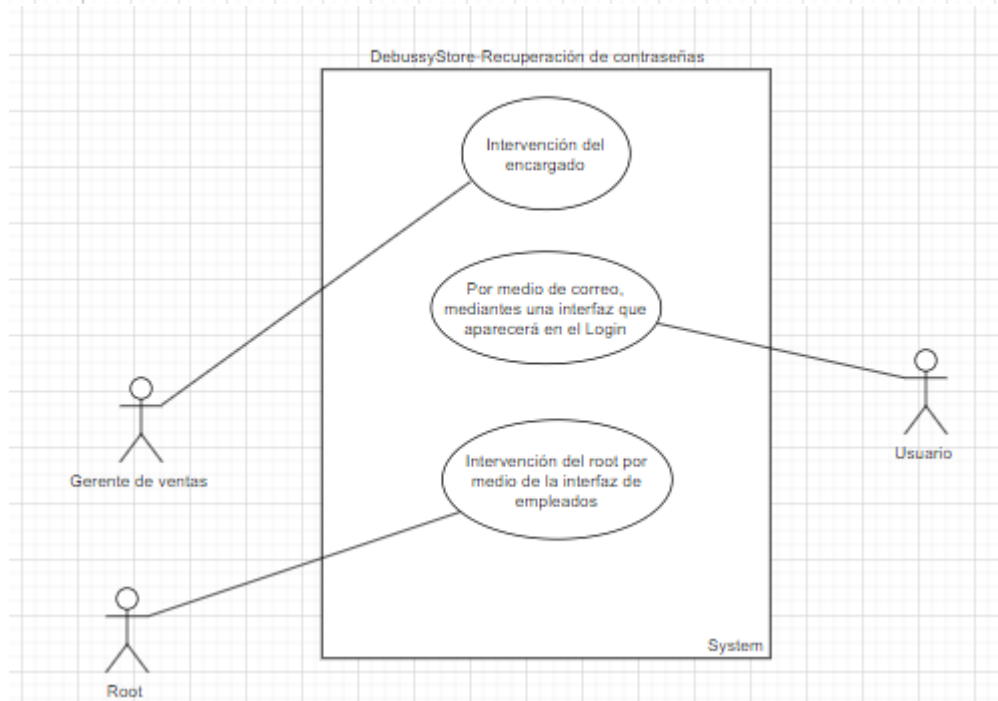 DebussyStore-Recuperación de contraseñas
Intervención del
encargado
Por medio de correo,
mediantes una interfaz que
aparecerá en el Login
Usuario
Gerente de ventas
Intervención del root por
medio de la interfaz de
empleados
System
Root